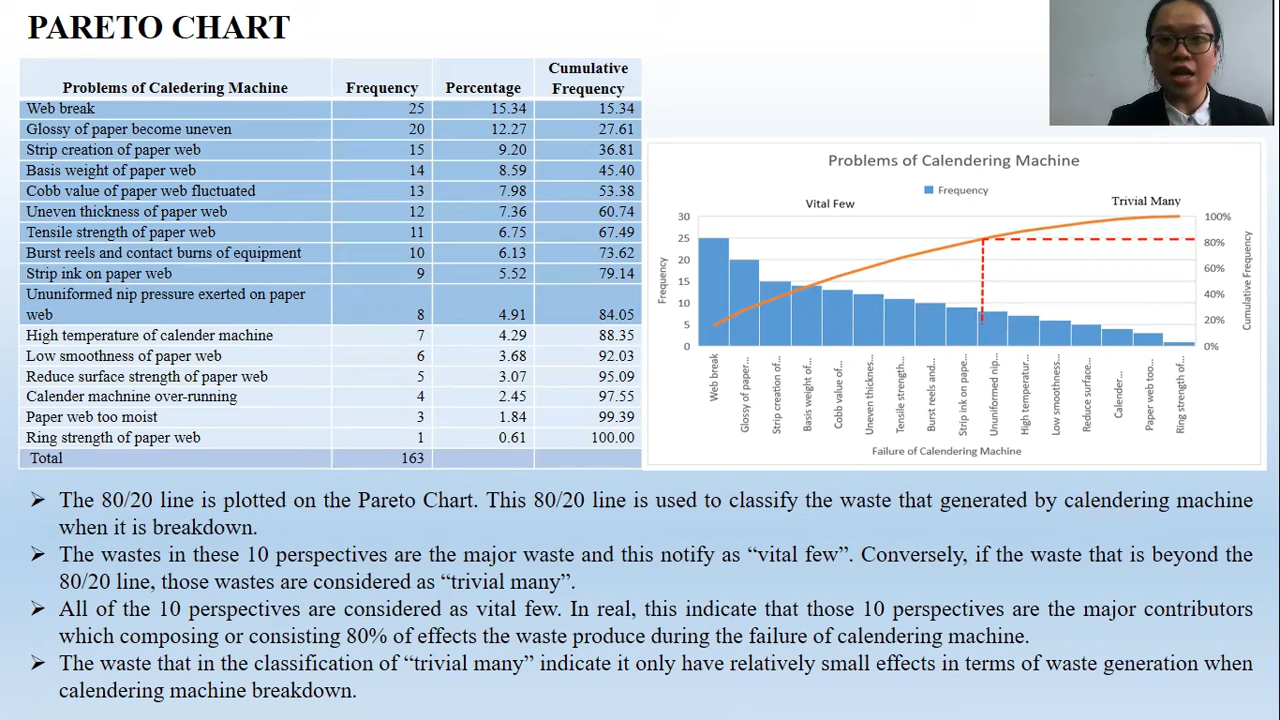 PARETO CHART
Problems of Caledering Machine Frequency Percentage Cumulative Frequency
Web break 25 15.34 15.34
Glossy of paper become uneven 20 12.27 27.61
Strip creation of paper web 15 9.20 36.81
Basis weight of paper web 14 8.59 45.40
Cobb value of paper web fluctuated 13 7.98 53.38
Uneven thickness of paper web 12 7.36 60.74
Tensile strength of paper web 11 6.75 67.49
Burst reels and contact burns of equipment 10 6.13 73.62
Strip ink on paper web 9 5.52 79.14
Ununiformed nip pressure exerted on paper
web 8 4.91 84.05
High temperature of calender machine 7 4.29 88.35
Low smoothness of paper web 6 3.68 92.03
Reduce surface strength of paper web 5 3.07 95.09
Calender machnine over-running 4 2.45 97.55
Paper web too moist 3 1.84 99.39
Ring strength of paper web 1 0.61 100.00
Total 163
Problems of Calendering Machine
Frequency
Vital Few
Trivial Many
30
25
20
15
10
5
0
Frequency
100%
80%
60%
40%
20%
0%
Cumulative Frequency
Web break
Glossy of paper...
Strip creation of...
Basis weight of...
Cobb value of...
Uneven thicknes...
Tensile strength...
Burst reels and...
Strip ink on pape...
Ununiformed nip...
High temperatur...
Low smoothness...
Reduce surface...
Calender...
Paper web too...
Ring strength of...
Failure of Calendering Machine
➢ The 80/20 line is plotted on the Pareto Chart. This 80/20 line is used to classify the waste that generated by calendering machine
when it is breakdown.
➢ The wastes in these 10 perspectives are the major waste and this notify as “vital few”. Conversely, if the waste that is beyond the
80/20 line, those wastes are considered as “trivial many”.
➢ All of the 10 perspectives are considered as vital few. In real, this indicate that those 10 perspectives are the major contributors
which composing or consisting 80% of effects the waste produce during the failure of calendering machine.
➢ The waste that in the classification of “trivial many” indicate it only have relatively small effects in terms of waste generation when
calendering machine breakdown.